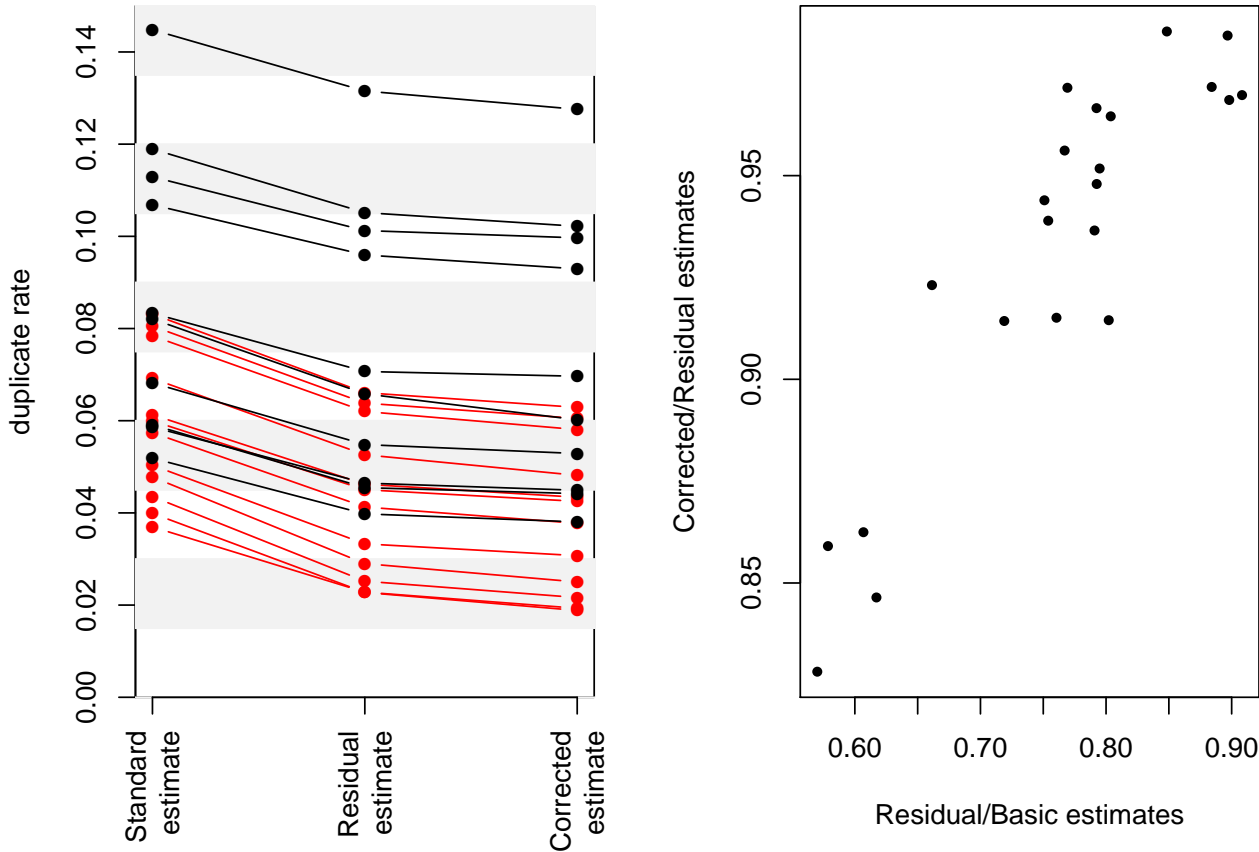 duplicate rate
0.14
0.12
0.10
0.08
0.06
0.04
0.02
0.00
Standard
estimate
Residual
estimate
Corrected
estimate
Corrected/Residual estimates
0.95
0.90
0.85
0.60
0.70
0.80
0.90
Residual/Basic estimates